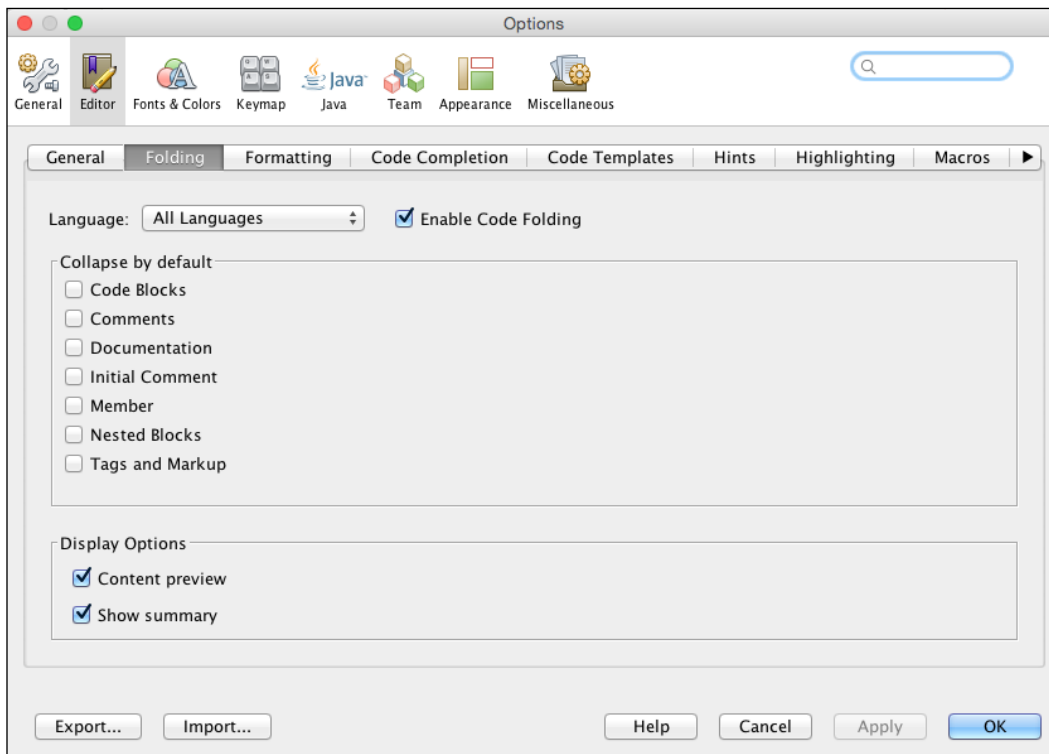 Options
General Editor Fonts & Colors Keymap Java Team Appearance Miscellaneous
General Folding Formatting Code Completion Code Templates Hints Highlighting Macros
Language: All Languages Enable Code Folding
Collapse by default
Code Blocks
Comments
Documentation
Initial Comment
Member
Nested Blocks
Tags and Markup
Display Options
Content preview
Show summary
Export... Import... Help Cancel Apply OK